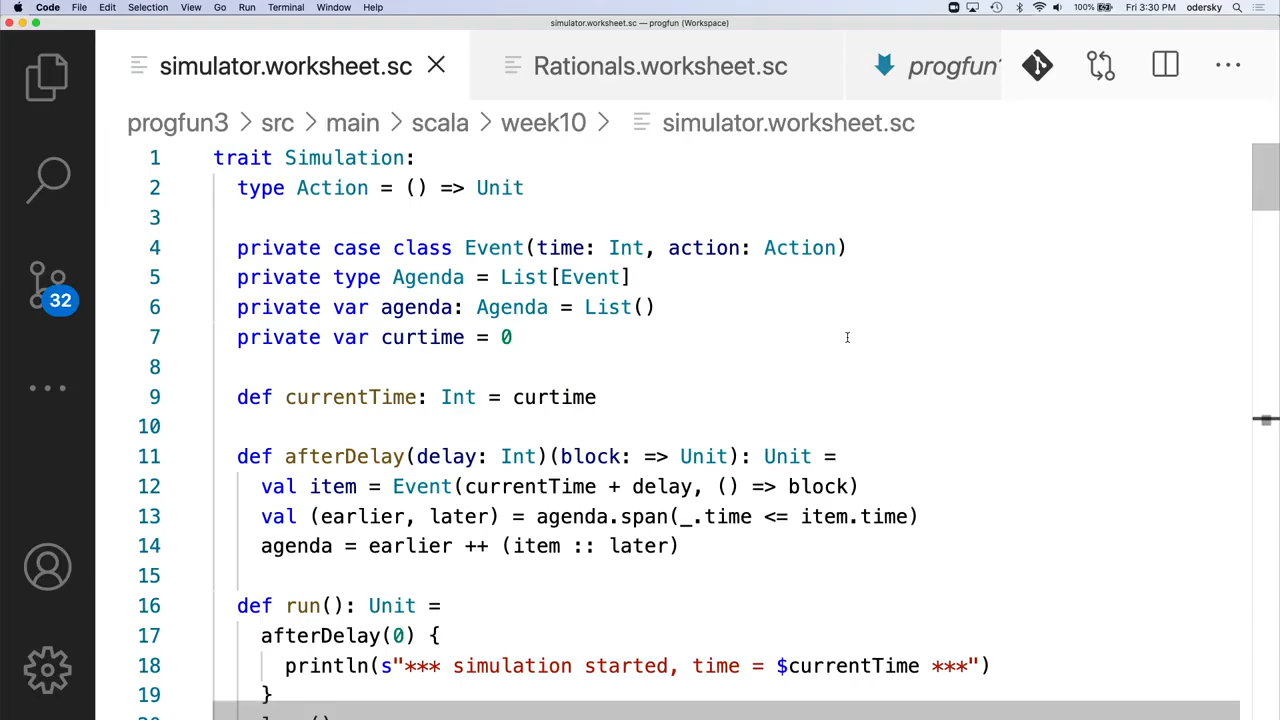 Code File Edit Selection View Go Run Terminal Window Help 100% Fri 3:30 PM odersky
simulator.worksheet.sc — progfun (Workspace)
simulator.worksheet.sc Rationals.worksheet.sc progfun
progfun3 > src > main > scala > week10 > simulator.worksheet.sc
1 trait Simulation:
2 type Action = () => Unit
3
4 private case class Event(time: Int, action: Action)
5 private type Agenda = List[Event]
6 private var agenda: Agenda = List()
7 private var curtime = 0
8
9 def currentTime: Int = curtime
10
11 def afterDelay(delay: Int)(block: => Unit): Unit =
12 val item = Event(currentTime + delay, () => block)
13 val (earlier, later) = agenda.span(_.time <= item.time)
14 agenda = earlier ++ (item :: later)
15
16 def run(): Unit =
17 afterDelay(0) {
18 println(s"*** simulation started, time = $currentTime ***")
19 }
32